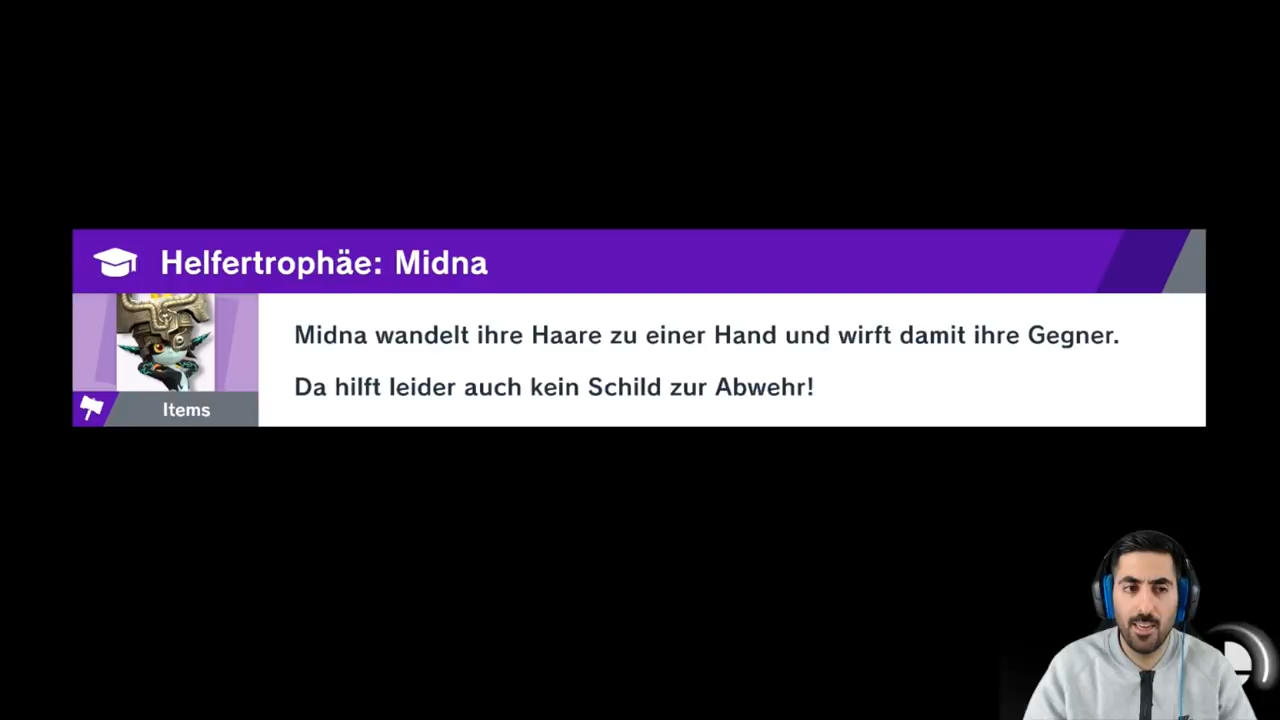 Helfertrophäe: Midna
Midna wandelt ihre Haare zu einer Hand und wirft damit ihre Gegner.
Da hilft leider auch kein Schild zur Abwehr!
Items